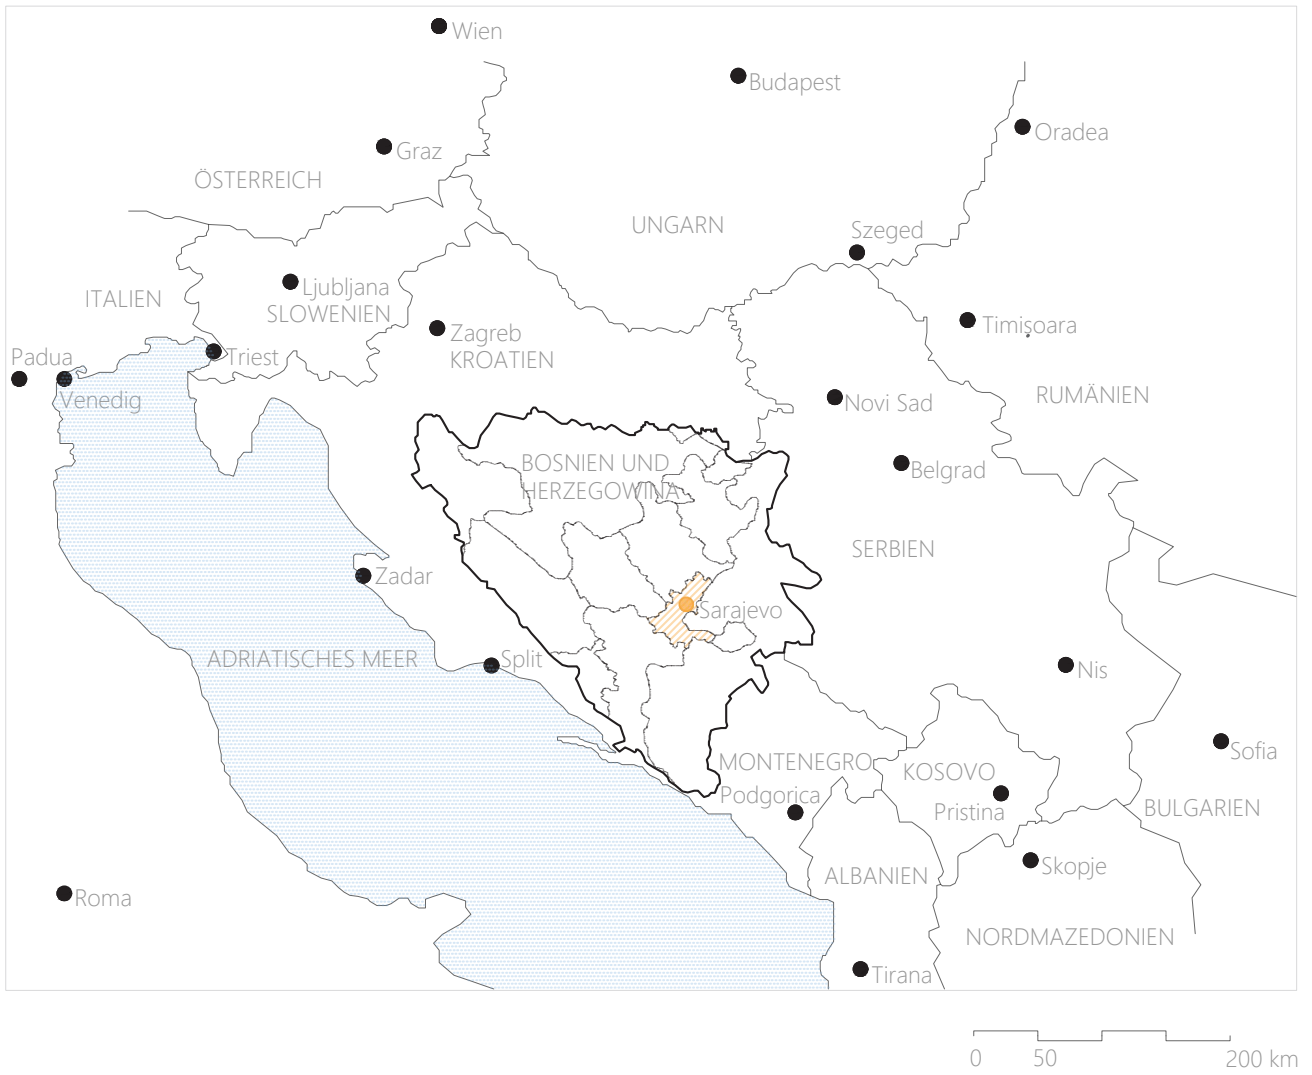 Wien
Budapest
Oradea
Graz
ÖSTERREICH
UNGARN
Szeged
Ljubljana
ITALIEN
SLOWENIEN
Timișoara
Zagreb
KROATIEN
Padua
Triest
Venedig
Novi Sad
RUMÄNIEN
BOSNIEN UND
HERZEGOWINA
Belgrad
SERBIEN
Zadar
Sarajevo
ADRIATISCHES MEER
Split
Nis
Sofia
MONTENEGRO
KOSOVO
Podgorica
Pristina
BULGARIEN
Skopje
ALBANIEN
Roma
NORDMAZEDONIEN
Tirana
0 50 200 km